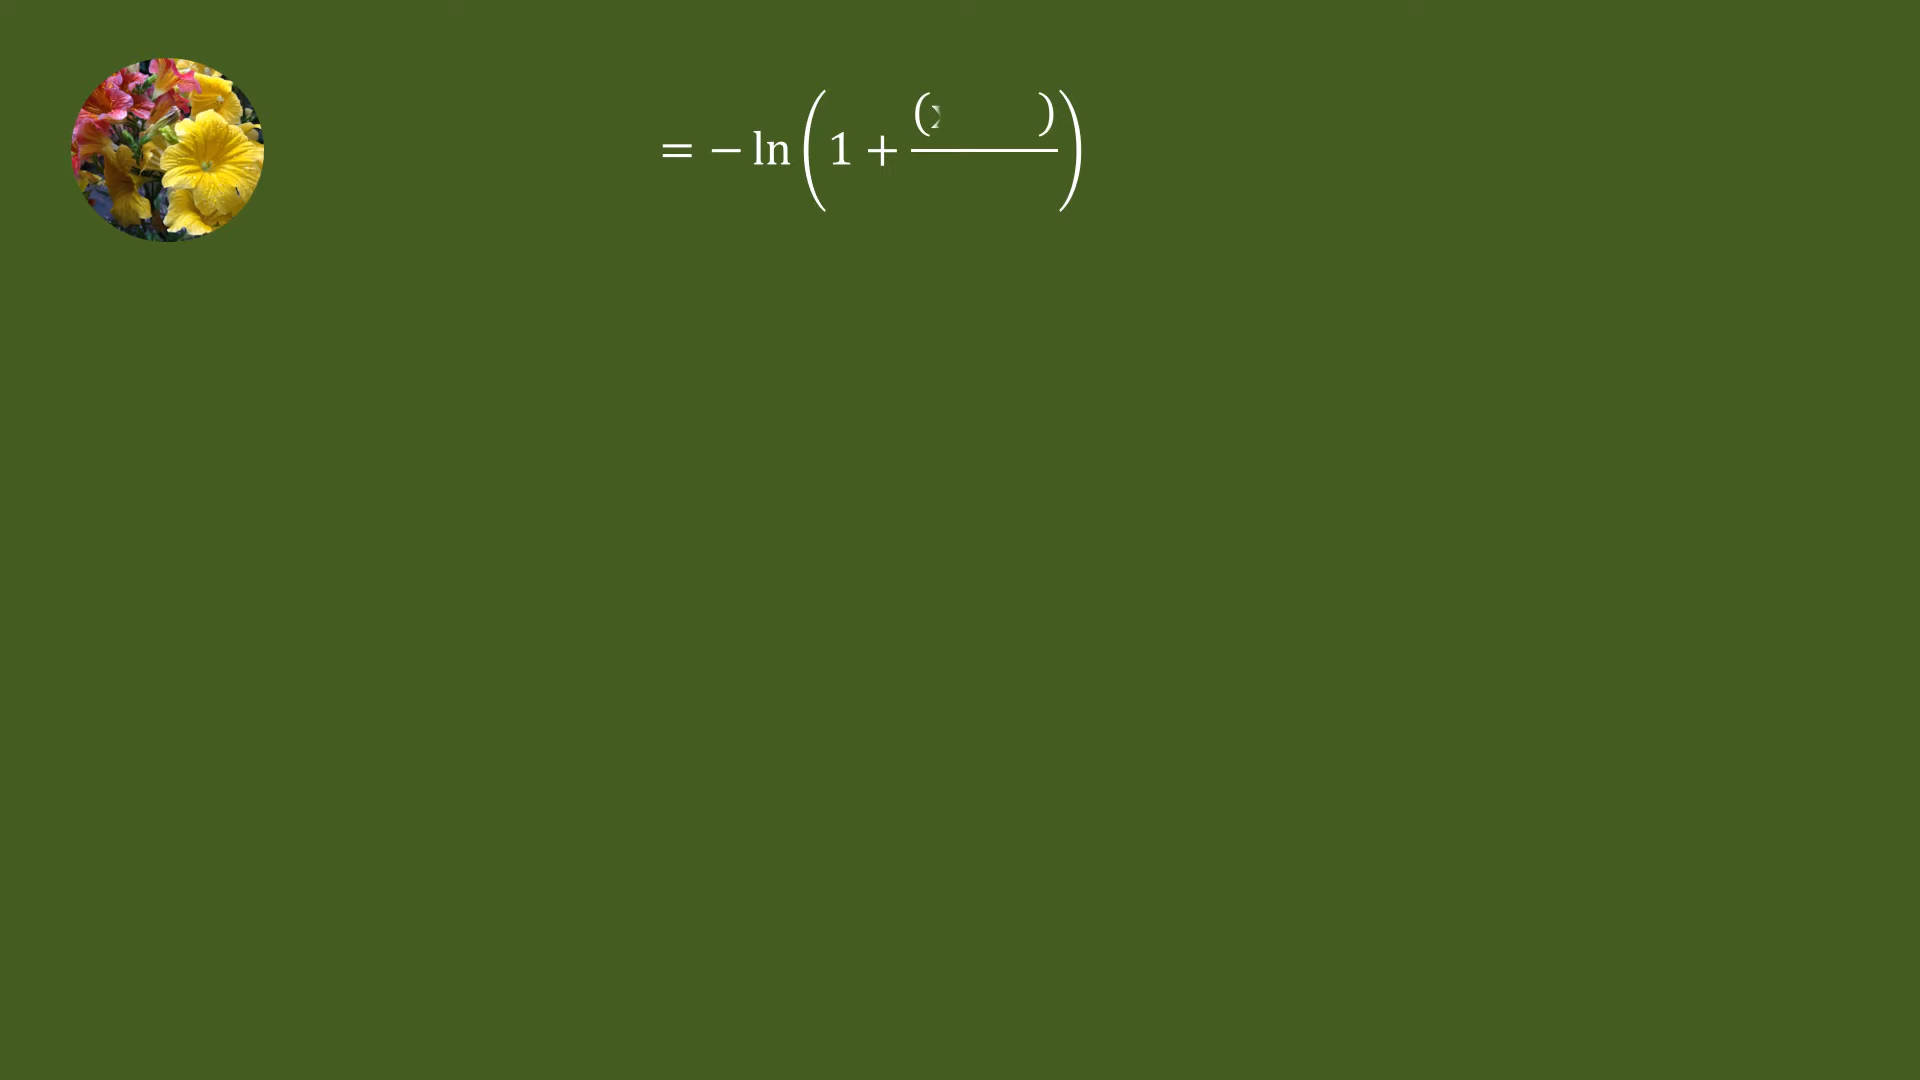 = − ln (1 + ( ) )